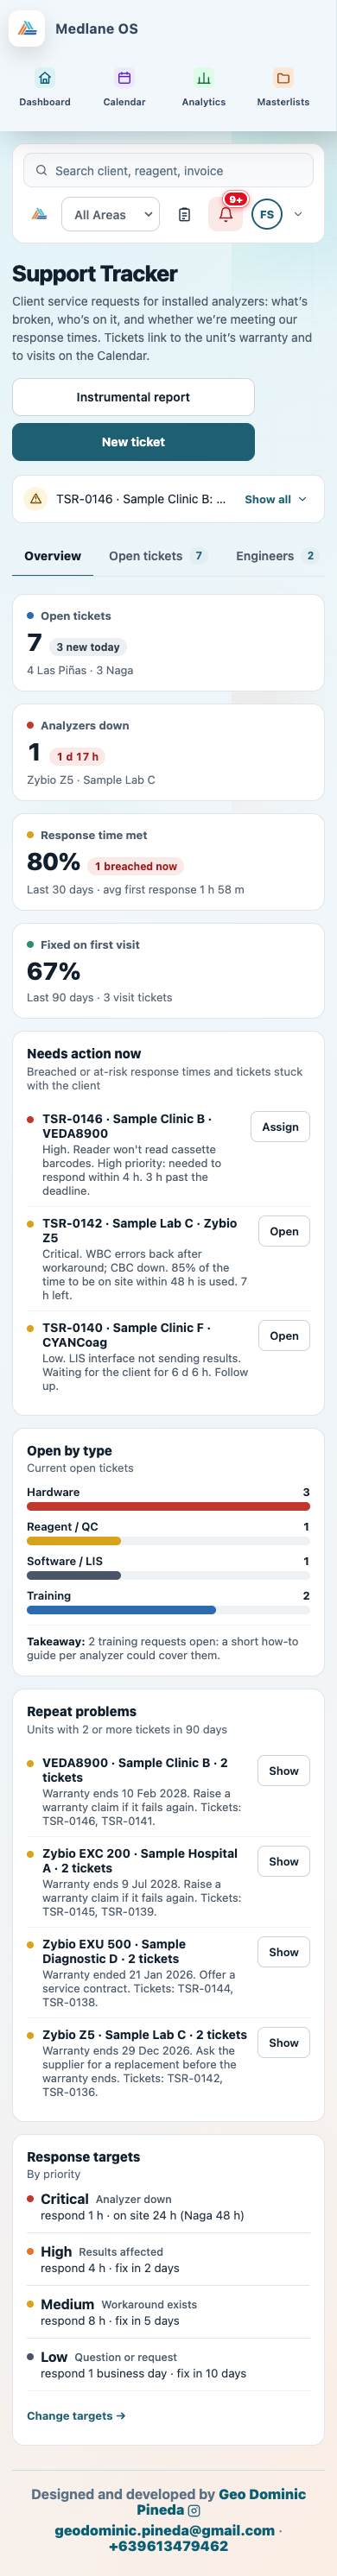 Medlane OS
Dashboard
Calendar
Analytics
Masterlists
Search client, reagent, invoice
All Areas
9+
FS
Support Tracker
Client service requests for installed analyzers: what's
broken, who's on it, and whether we're meeting our
response times. Tickets link to the unit's warranty and
to visits on the Calendar.
Instrumental report
New ticket
TSR-0146 · Sample Clinic B: ...
Show all
Overview
Open tickets 7
Engineers 2
Open tickets
7 3 new today
4 Las Piñas · 3 Naga
Analyzers down
1 1 d 17 h
Zybio Z5 · Sample Lab C
Response time met
80% 1 breached now
Last 30 days · avg first response 1 h 58 m
Fixed on first visit
67%
Last 90 days · 3 visit tickets
Needs action now
Breached or at-risk response times and tickets stuck
with the client
TSR-0146 · Sample Clinic B ·
VEDA8900
High. Reader won't read cassette
barcodes. High priority: needed to
respond within 4 h. 3 h past the
deadline.
Assign
TSR-0142 · Sample Lab C · Zybio
Z5
Critical. WBC errors back after
workaround; CBC down. 85% of the
time to be on site within 48 h is used. 7
h left.
Open
TSR-0140 · Sample Clinic F ·
CYANCoag
Low. LIS interface not sending results.
Waiting for the client for 6 d 6 h. Follow
up.
Open
Open by type
Current open tickets
Hardware 3
Reagent / QC 1
Software / LIS 1
Training 2
Takeaway: 2 training requests open: a short how-to
guide per analyzer could cover them.
Repeat problems
Units with 2 or more tickets in 90 days
VEDA8900 · Sample Clinic B · 2
tickets
Warranty ends 10 Feb 2028. Raise a
warranty claim if it fails again. Tickets:
TSR-0146, TSR-0141.
Show
Zybio EXC 200 · Sample Hospital
A · 2 tickets
Warranty ends 9 Jul 2028. Raise a
warranty claim if it fails again. Tickets:
TSR-0145, TSR-0139.
Show
Zybio EXU 500 · Sample
Diagnostic D · 2 tickets
Warranty ended 21 Jan 2026. Offer a
service contract. Tickets: TSR-0144,
TSR-0138.
Show
Zybio Z5 · Sample Lab C · 2 tickets
Warranty ends 29 Dec 2026. Ask the
supplier for a replacement before the
warranty ends. Tickets: TSR-0142,
TSR-0136.
Show
Response targets
By priority
Critical Analyzer down
respond 1 h · on site 24 h (Naga 48 h)
High Results affected
respond 4 h · fix in 2 days
Medium Workaround exists
respond 8 h · fix in 5 days
Low Question or request
respond 1 business day · fix in 10 days
Change targets →
Designed and developed by Geo Dominic
Pineda
geodominic.pineda@gmail.com ·
+639613479462